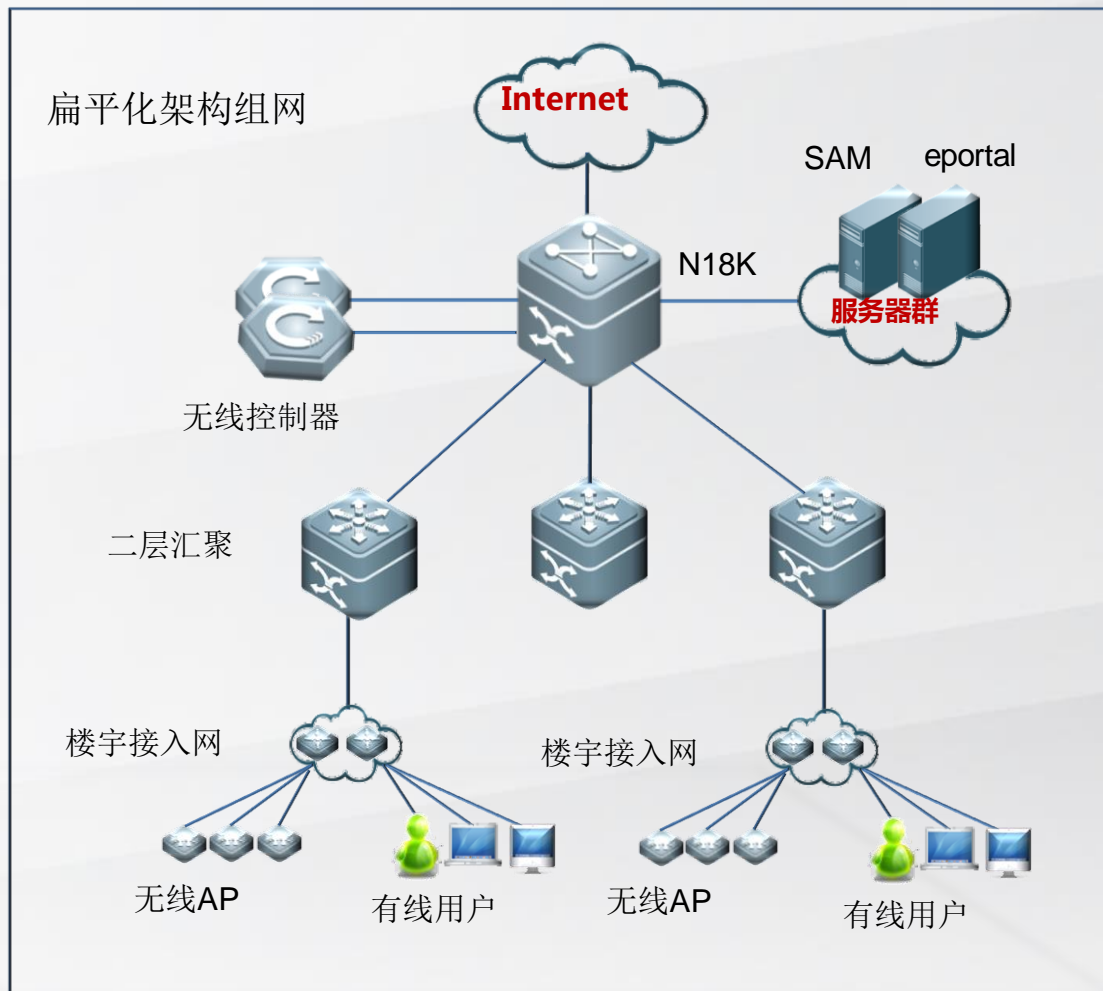 扁平化架构组网
Internet
SAM
eportal
N18K
服务器群
无线控制器
二层汇聚
楼宇接入网
楼宇接入网
无线AP
有线用户
无线AP
有线用户